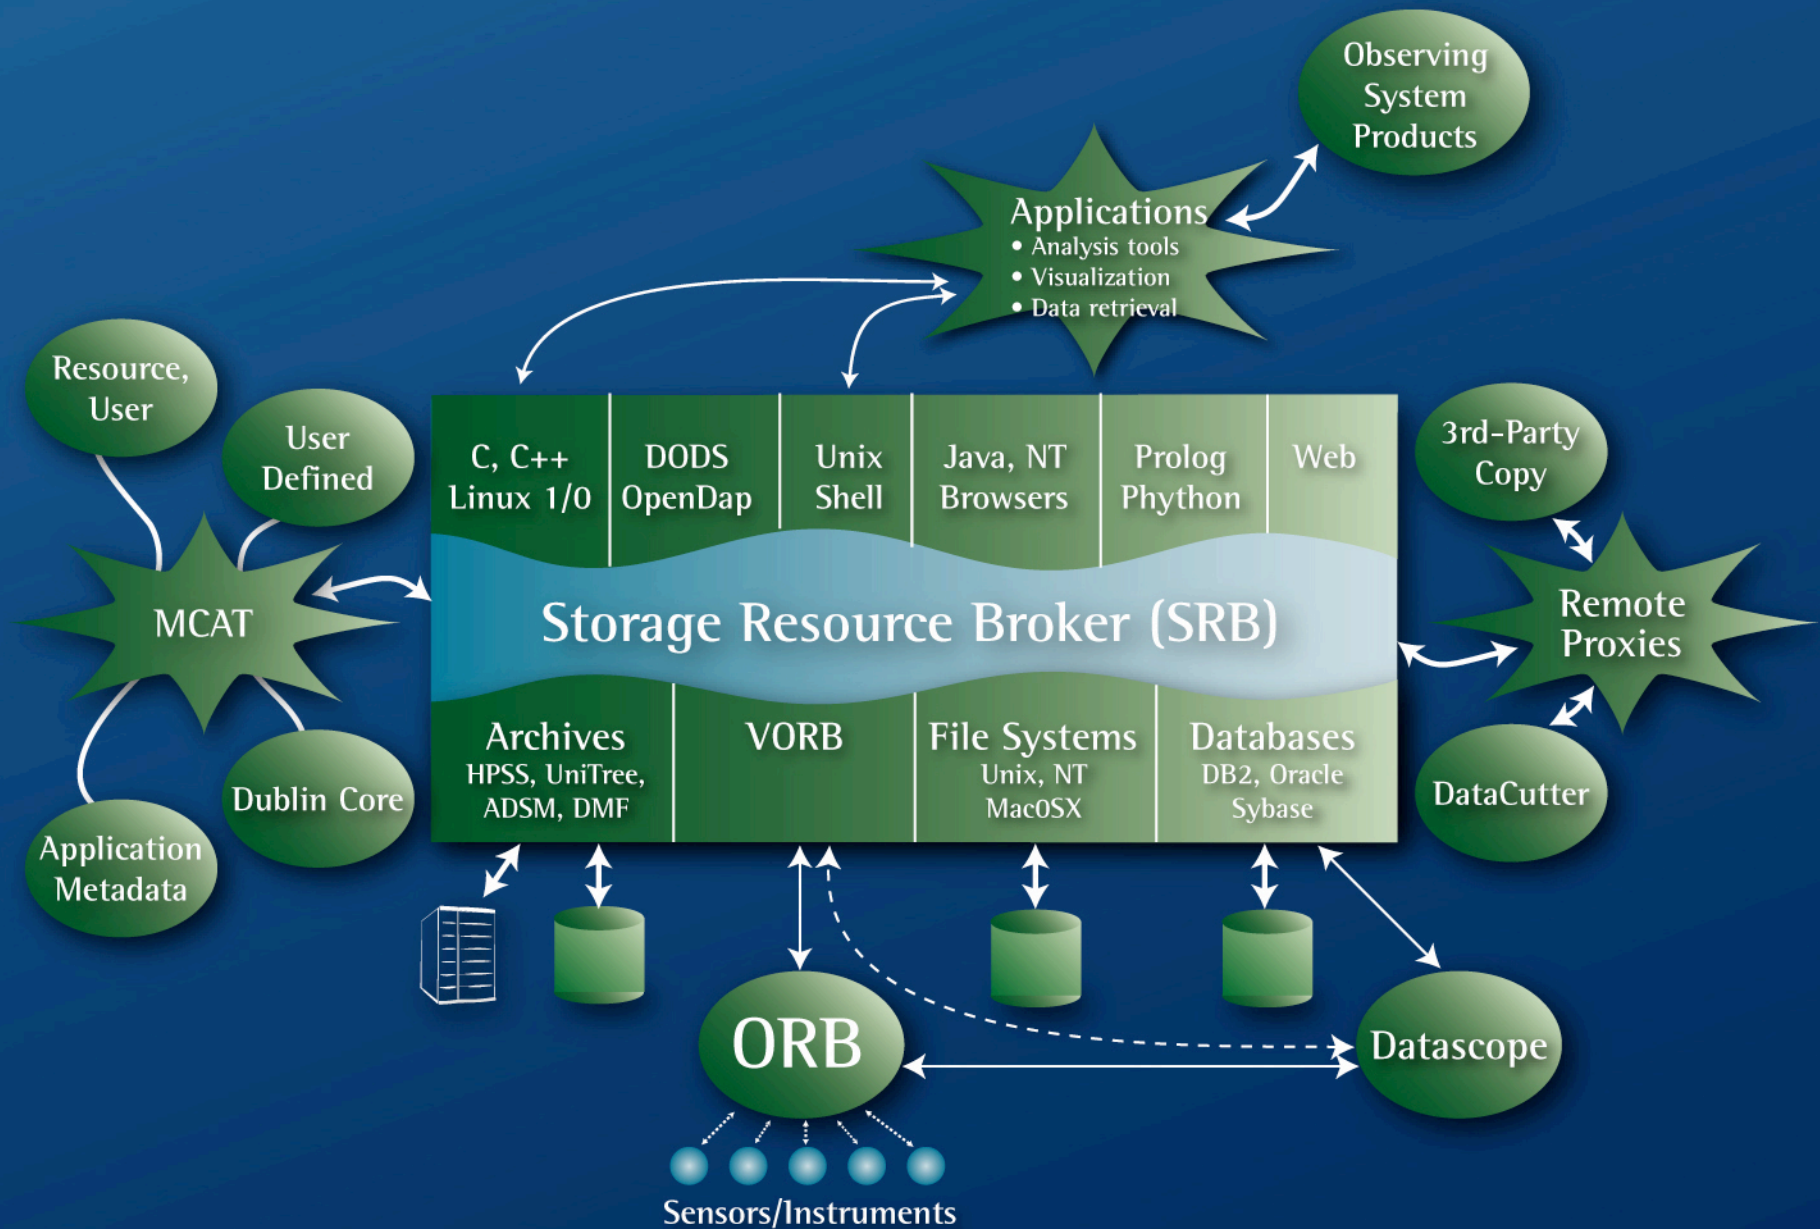 Observing
System
Products
Applications
• Analysis tools
• Visualization
• Data retrieval
Resource,
User
User
Defined
MCAT
Application
Metadata
Dublin Core
C, C++
Linux 1/0
DODS
OpenDap
Unix
Shell
Java, NT
Browsers
Prolog
Phython
Web
Storage Resource Broker (SRB)
Archives
HPSS, UniTree,
ADSM, DMF
VORB
File Systems
Unix, NT
MacOSX
Databases
DB2, Oracle
Sybase
3rd-Party
Copy
Remote
Proxies
DataCutter
ORB
Datascope
Sensors/Instruments